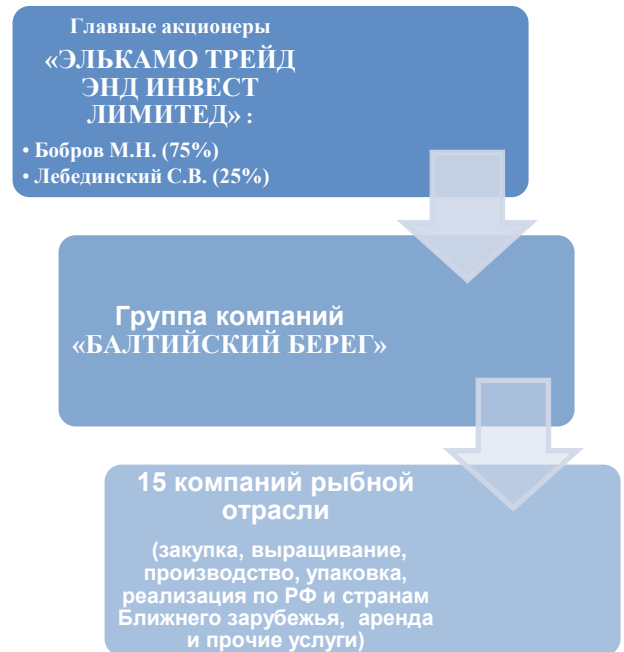 Главные акционеры
«ЭЛЬКАМО ТРЕЙД
ЭНД ИНВЕСТ
ЛИМИТЕД» :
• Бобров М.Н. (75%)
• Лебединский С.В. (25%)
Группа компаний
«БАЛТИЙСКИЙ БЕРЕГ»
15 компаний рыбной
отрасли
(закупка, выращивание,
производство, упаковка,
реализация по РФ и странам
Ближнего зарубежья, аренда
и прочие услуги)